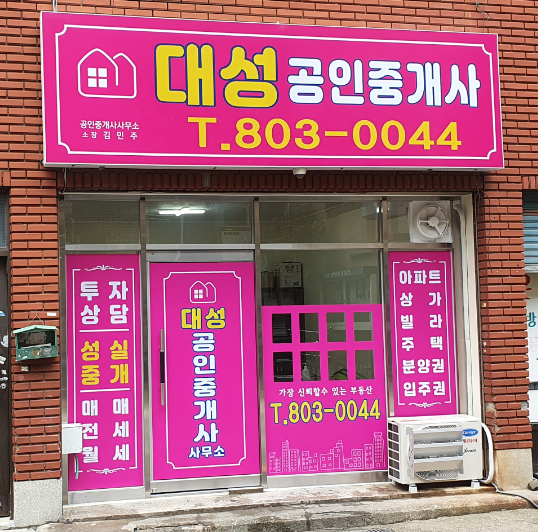 대성 공인중개사
공인중개사사무소
소장 김민주
T.803-0044
투자
상담
성실
중개
매매
전세
월세
대성
공인중개사
사무소
가장 신뢰할수 있는 부동산
T.803-0044
아파트
상가
빌라
주택
분양권
입주권